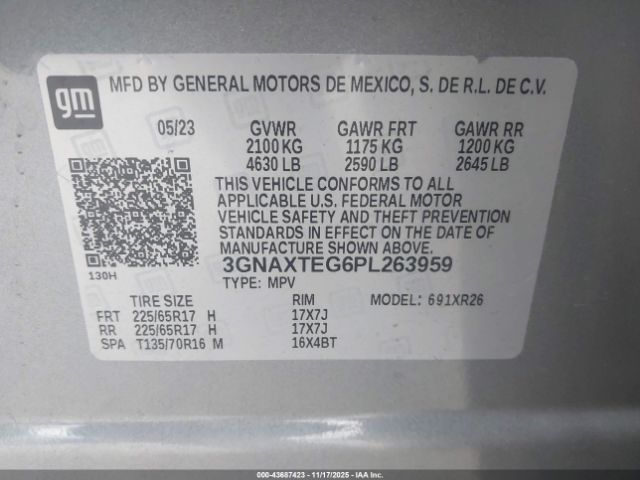 gm
MFD BY GENERAL MOTORS DE MEXICO, S. DE R.L. DE C.V.
05/23 GVWR GAWR FRT GAWR RR
2100 KG 1175 KG 1200 KG
4630 LB 2590 LB 2645 LB
THIS VEHICLE CONFORMS TO ALL
APPLICABLE U.S. FEDERAL MOTOR
VEHICLE SAFETY AND THEFT PREVENTION
STANDARDS IN EFFECT ON THE DATE OF
MANUFACTURE SHOWN ABOVE.
3GNAXTEG6PL263959
130H
TYPE: MPV
TIRE SIZE RIM MODEL: 691XR26
FRT 225/65R17 H 17X7J
RR 225/65R17 H 17X7J
SPA T135/70R16 M 16X4BT
000-43687423 - 11/17/2025 - IAAI.COM